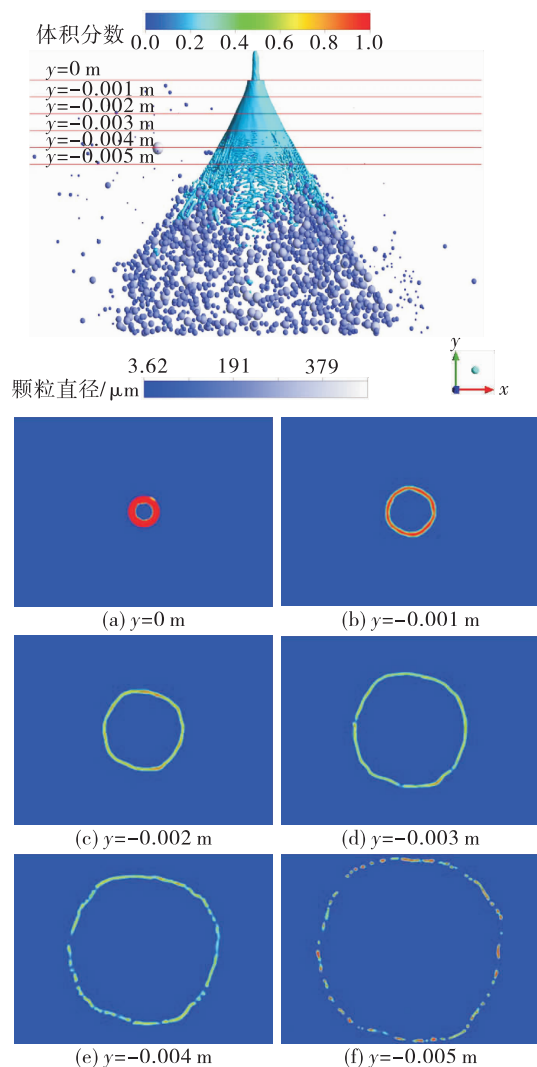 体积分数 0.0 0.2 0.4 0.6 0.8 1.0
y=0 m
y=-0.001 m
y=-0.002 m
y=-0.003 m
y=-0.004 m
y=-0.005 m
3.62 191 379
颗粒直径/μm
y
x
(a) y=0 m
(b) y=-0.001 m
(c) y=-0.002 m
(d) y=-0.003 m
(e) y=-0.004 m
(f) y=-0.005 m